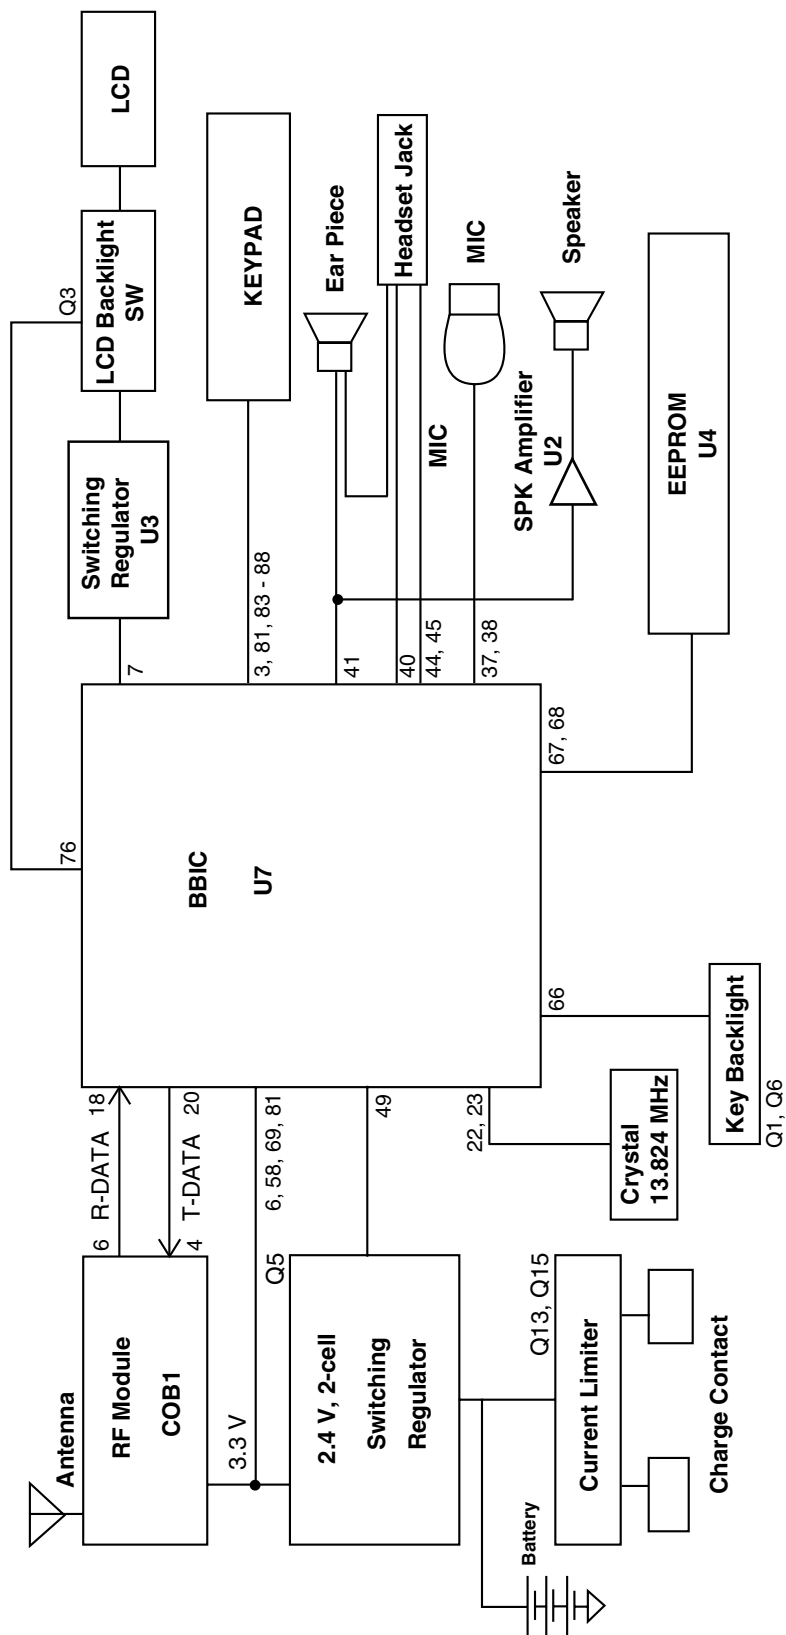 Antenna
RF Module
COB1
6
R-DATA
18
4
T-DATA
20
3.3 V
6, 58, 69, 81
Q5
2.4 V, 2-cell
Switching
Regulator
49
Battery
Q13, Q15
Current Limiter
Charge Contact
22, 23
Crystal
13.824 MHz
66
Key Backlight
Q1, Q6
BBIC
U7
76
7
Switching
Regulator
U3
Q3
LCD Backlight
SW
LCD
3, 81, 83 - 88
KEYPAD
41
Ear Piece
40
44, 45
MIC
Headset Jack
37, 38
MIC
SPK Amplifier
U2
Speaker
67, 68
EEPROM
U4